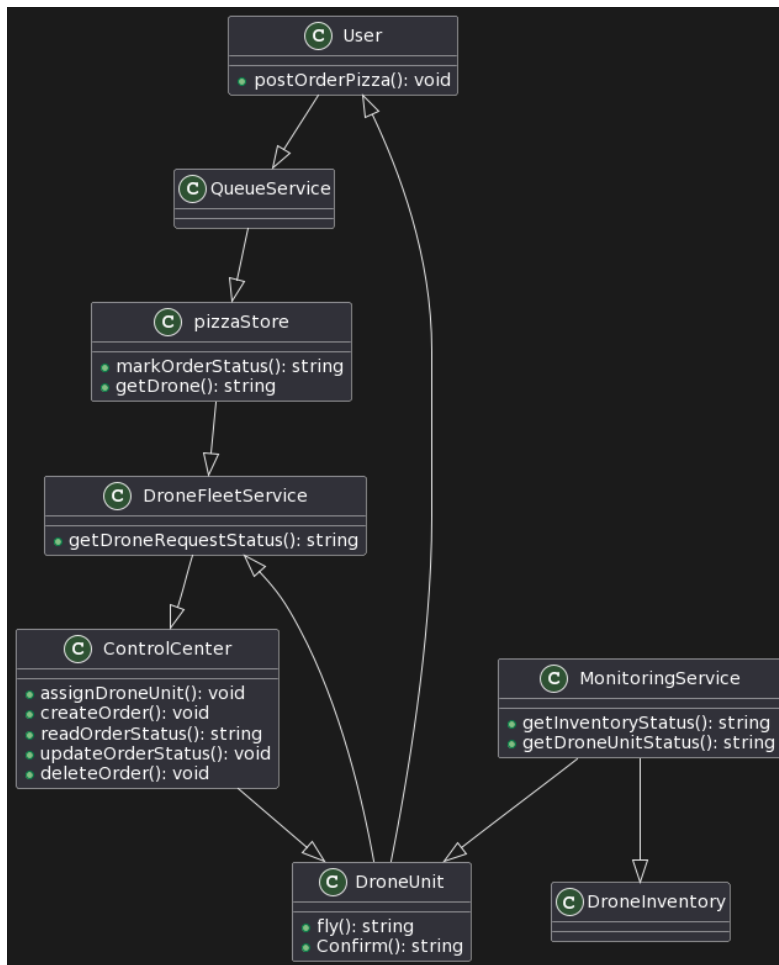 C User
postOrderPizza(): void
C QueueService
C pizzaStore
markOrderStatus(): string
getDrone(): string
C DroneFleetService
getDroneRequestStatus(): string
C ControlCenter
assignDroneUnit(): void
createOrder(): void
readOrderStatus(): string
updateOrderStatus(): void
deleteOrder(): void
C MonitoringService
getInventoryStatus(): string
getDroneUnitStatus(): string
C DroneUnit
fly(): string
Confirm(): string
C DroneInventory